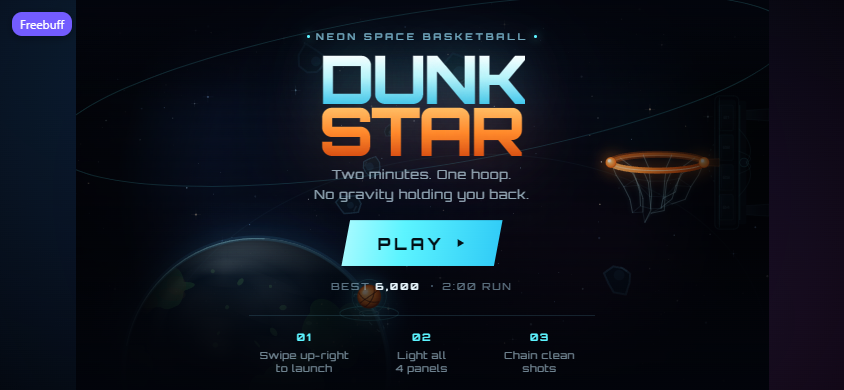 Freebuff
NEON SPACE BASKETBALL
DUNK
STAR
Two minutes. One hoop.
No gravity holding you back.
PLAY
BEST 6,000 · 2:00 RUN
01
Swipe up-right
to launch
02
Light all
4 panels
03
Chain clean
shots